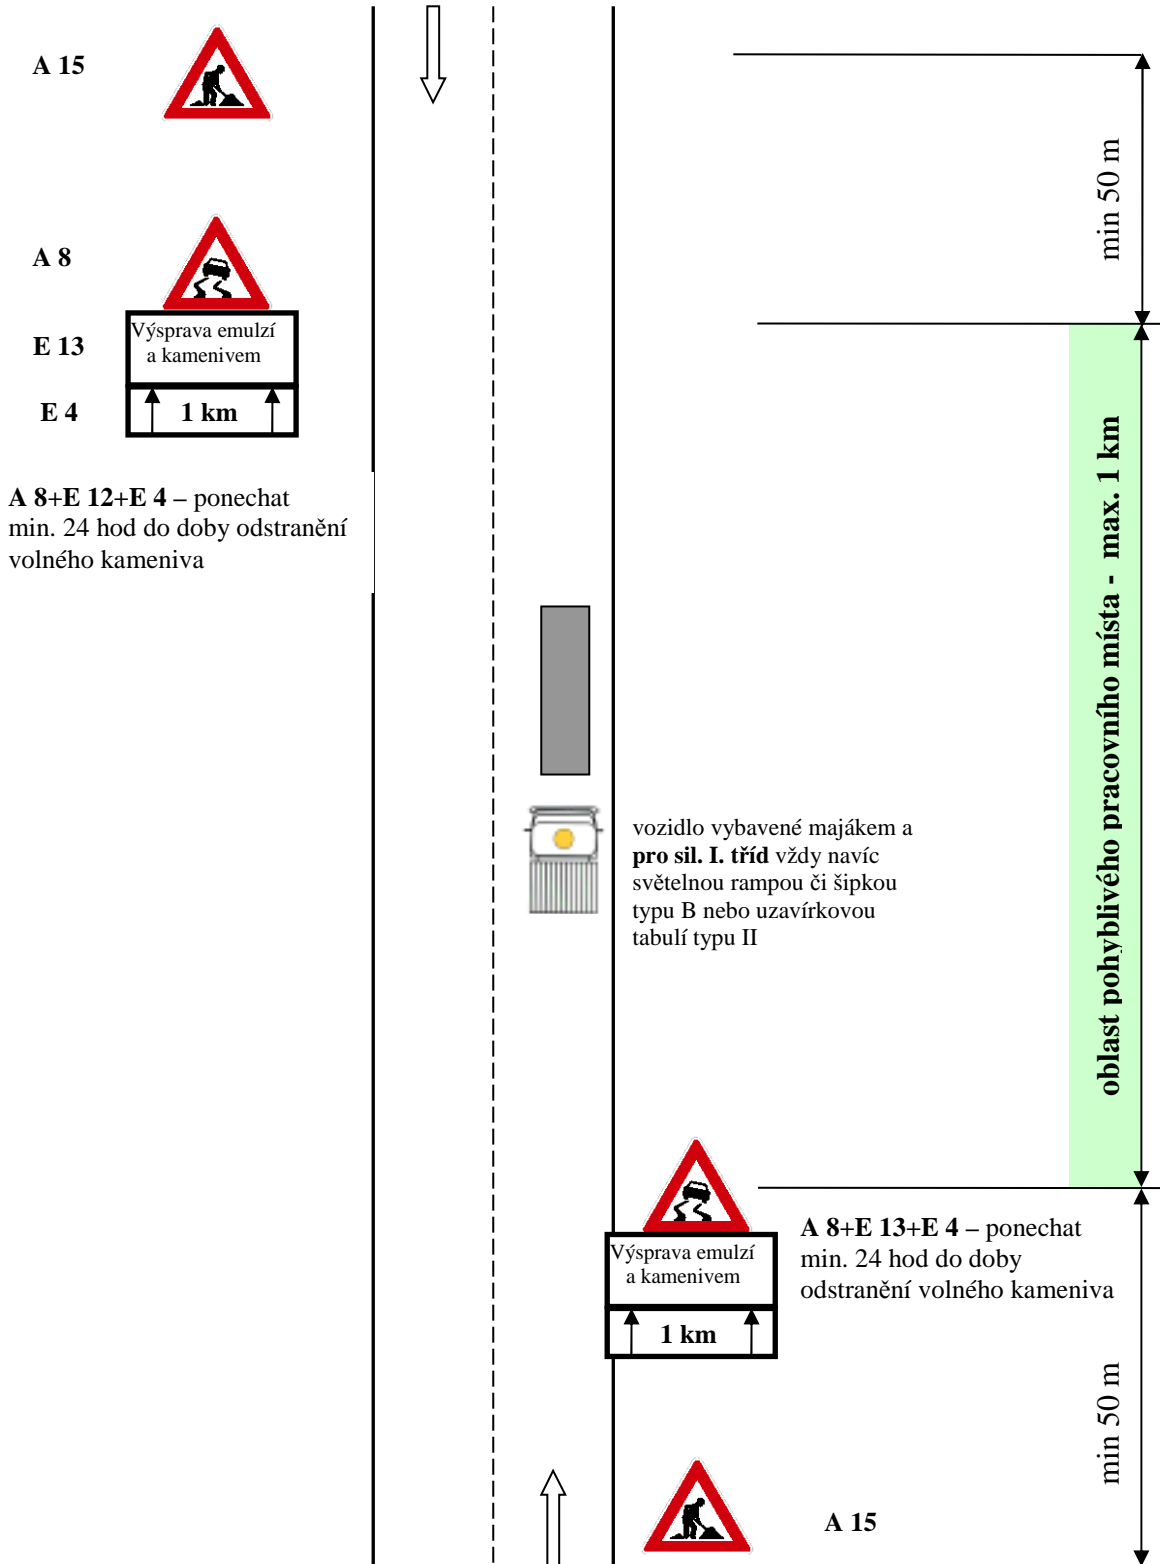 A 15
min 50 m
A 8
E 13
Výsprava emulzí
a kamenivem
E 4
1 km
A 8+E 12+E 4 – ponechat
min. 24 hod do doby odstranění
volného kameniva
oblast pohyblivého pracovního místa - max. 1 km
vozidlo vybavené majákem a
pro sil. I. tříd vždy navíc
světelnou rampou či šipkou
typu B nebo uzavírkovou
tabulí typu II
Výsprava emulzí
a kamenivem
1 km
A 8+E 13+E 4 – ponechat
min. 24 hod do doby
odstranění volného kameniva
min 50 m
A 15